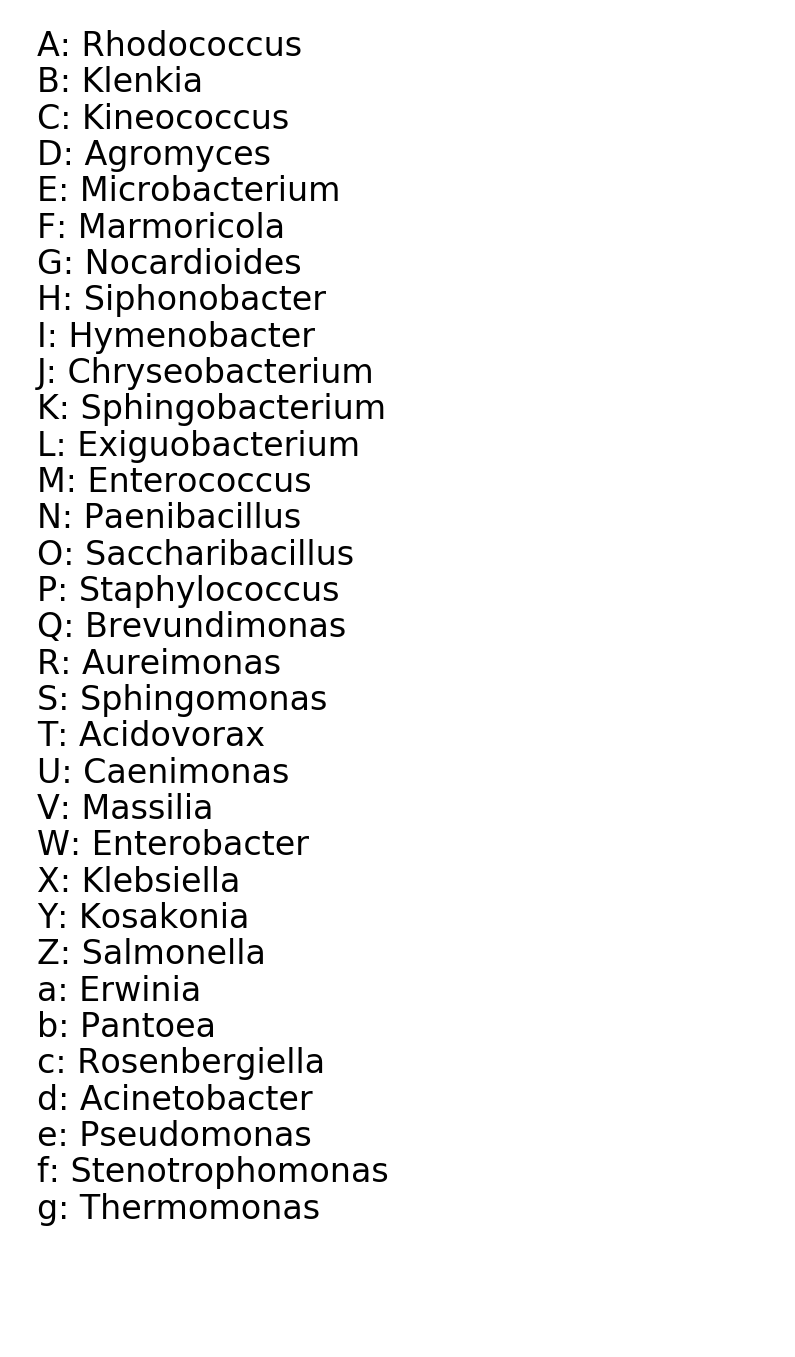 A: Rhodococcus
B: Klenkia
C: Kineococcus
D: Agromyces
E: Microbacterium
F: Marmoricola
G: Nocardioides
H: Siphonobacter
I: Hymenobacter
J: Chryseobacterium
K: Sphingobacterium
L: Exiguobacterium
M: Enterococcus
N: Paenibacillus
O: Saccharibacillus
P: Staphylococcus
Q: Brevundimonas
R: Aureimonas
S: Sphingomonas
T: Acidovorax
U: Caenimonas
V: Massilia
W: Enterobacter
X: Klebsiella
Y: Kosakonia
Z: Salmonella
a: Erwinia
b: Pantoea
c: Rosenbergiella
d: Acinetobacter
e: Pseudomonas
f: Stenotrophomonas
g: Thermomonas